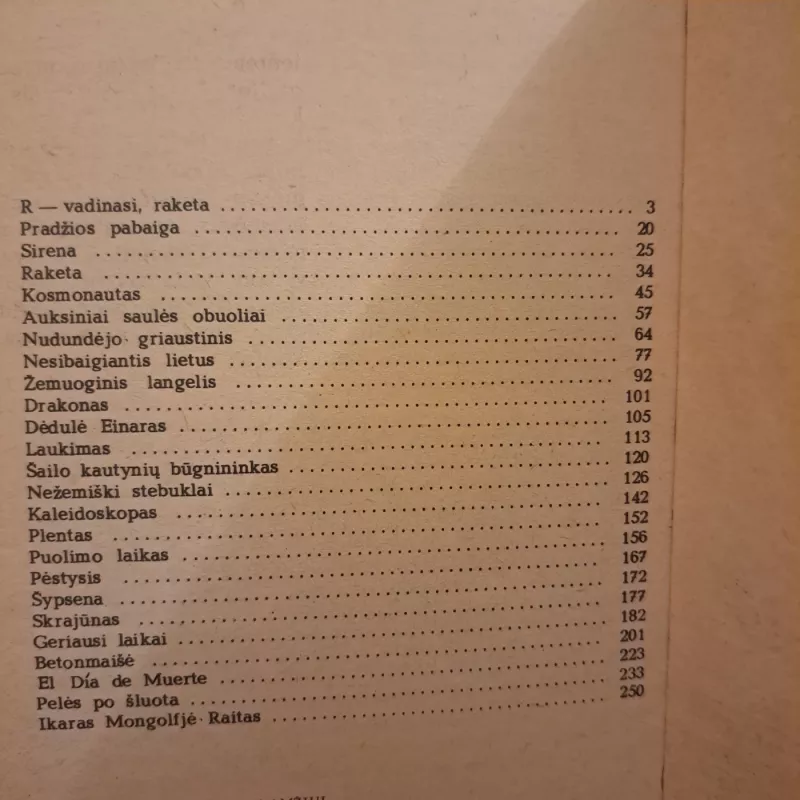 R — vadinasi, raketa ........................................ 3
Pradžios pabaiga ........................................ 20
Sirena ........................................ 25
Raketa ........................................ 34
Kosmonautas ........................................ 45
Auksiniai saulės obuoliai ........................................ 57
Nudundėjo griaustinis ........................................ 64
Nesibaigiantis lietus ........................................ 77
Žemuoginis langelis ........................................ 92
Drakonas ........................................ 101
Dėdulė Einaras ........................................ 105
Laukimas ........................................ 113
Šailo kautynių būgnininkas ........................................ 120
Nežemiški stebuklai ........................................ 126
Kaleidoskopas ........................................ 142
Plentas ........................................ 152
Puolimo laikas ........................................ 156
Pėstysis ........................................ 167
Šypsena ........................................ 172
Skrajūnas ........................................ 177
Geriausi laikai ........................................ 182
Betonmaišė ........................................ 201
El Día de Muerte ........................................ 223
Pelės po šluota ........................................ 233
Ikaras Mongolfjė Raitas ........................................ 250